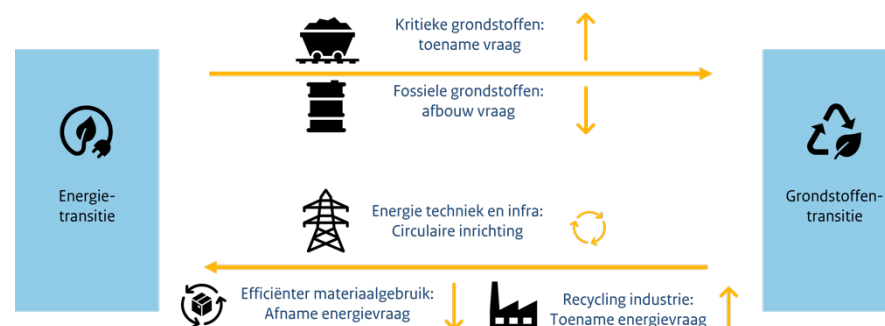 Kritieke grondstoffen:
toename vraag
Fossiele grondstoffen:
afbouw vraag
Energie-
transitie
Grondstoffen-
transitie
Energie techniek en infra:
Circulaire inrichting
Efficiënter materiaalgebruik:
Afname energievraag
Recycling industrie:
Toename energievraag